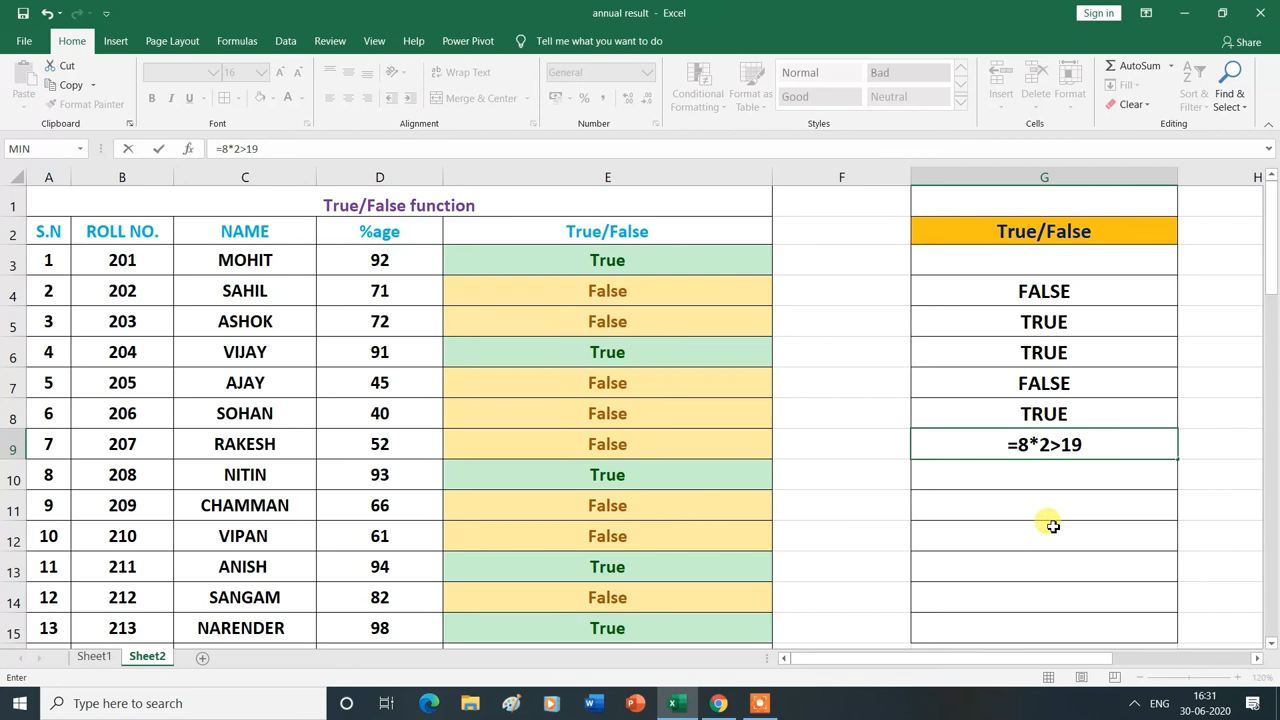 annual result - Excel
Sign in
File Home Insert Page Layout Formulas Data Review View Help Power Pivot Tell me what you want to do Share
Paste
Cut
Copy
Format Painter
Clipboard
16
B I U
A A
Font
Wrap Text
Merge & Center
Alignment
General
Number
Conditional Formatting
Format as Table
Normal Bad
Good Neutral
Styles
Insert Delete Format
Cells
AutoSum
Fill
Clear
Sort & Filter
Find & Select
Editing
MIN fx =8*2>19
A B C D E F G H
1 True/False function
2 S.N ROLL NO. NAME %age True/False True/False
3 1 201 MOHIT 92 True
4 2 202 SAHIL 71 False FALSE
5 3 203 ASHOK 72 False TRUE
6 4 204 VIJAY 91 True TRUE
7 5 205 AJAY 45 False FALSE
8 6 206 SOHAN 40 False TRUE
9 7 207 RAKESH 52 False =8*2>19
10 8 208 NITIN 93 True
11 9 209 CHAMMAN 66 False
12 10 210 VIPAN 61 False
13 11 211 ANISH 94 True
14 12 212 SANGAM 82 False
15 13 213 NARENDER 98 True
Sheet1 Sheet2
Enter 120%
Type here to search
ENG
16:31
30-06-2020